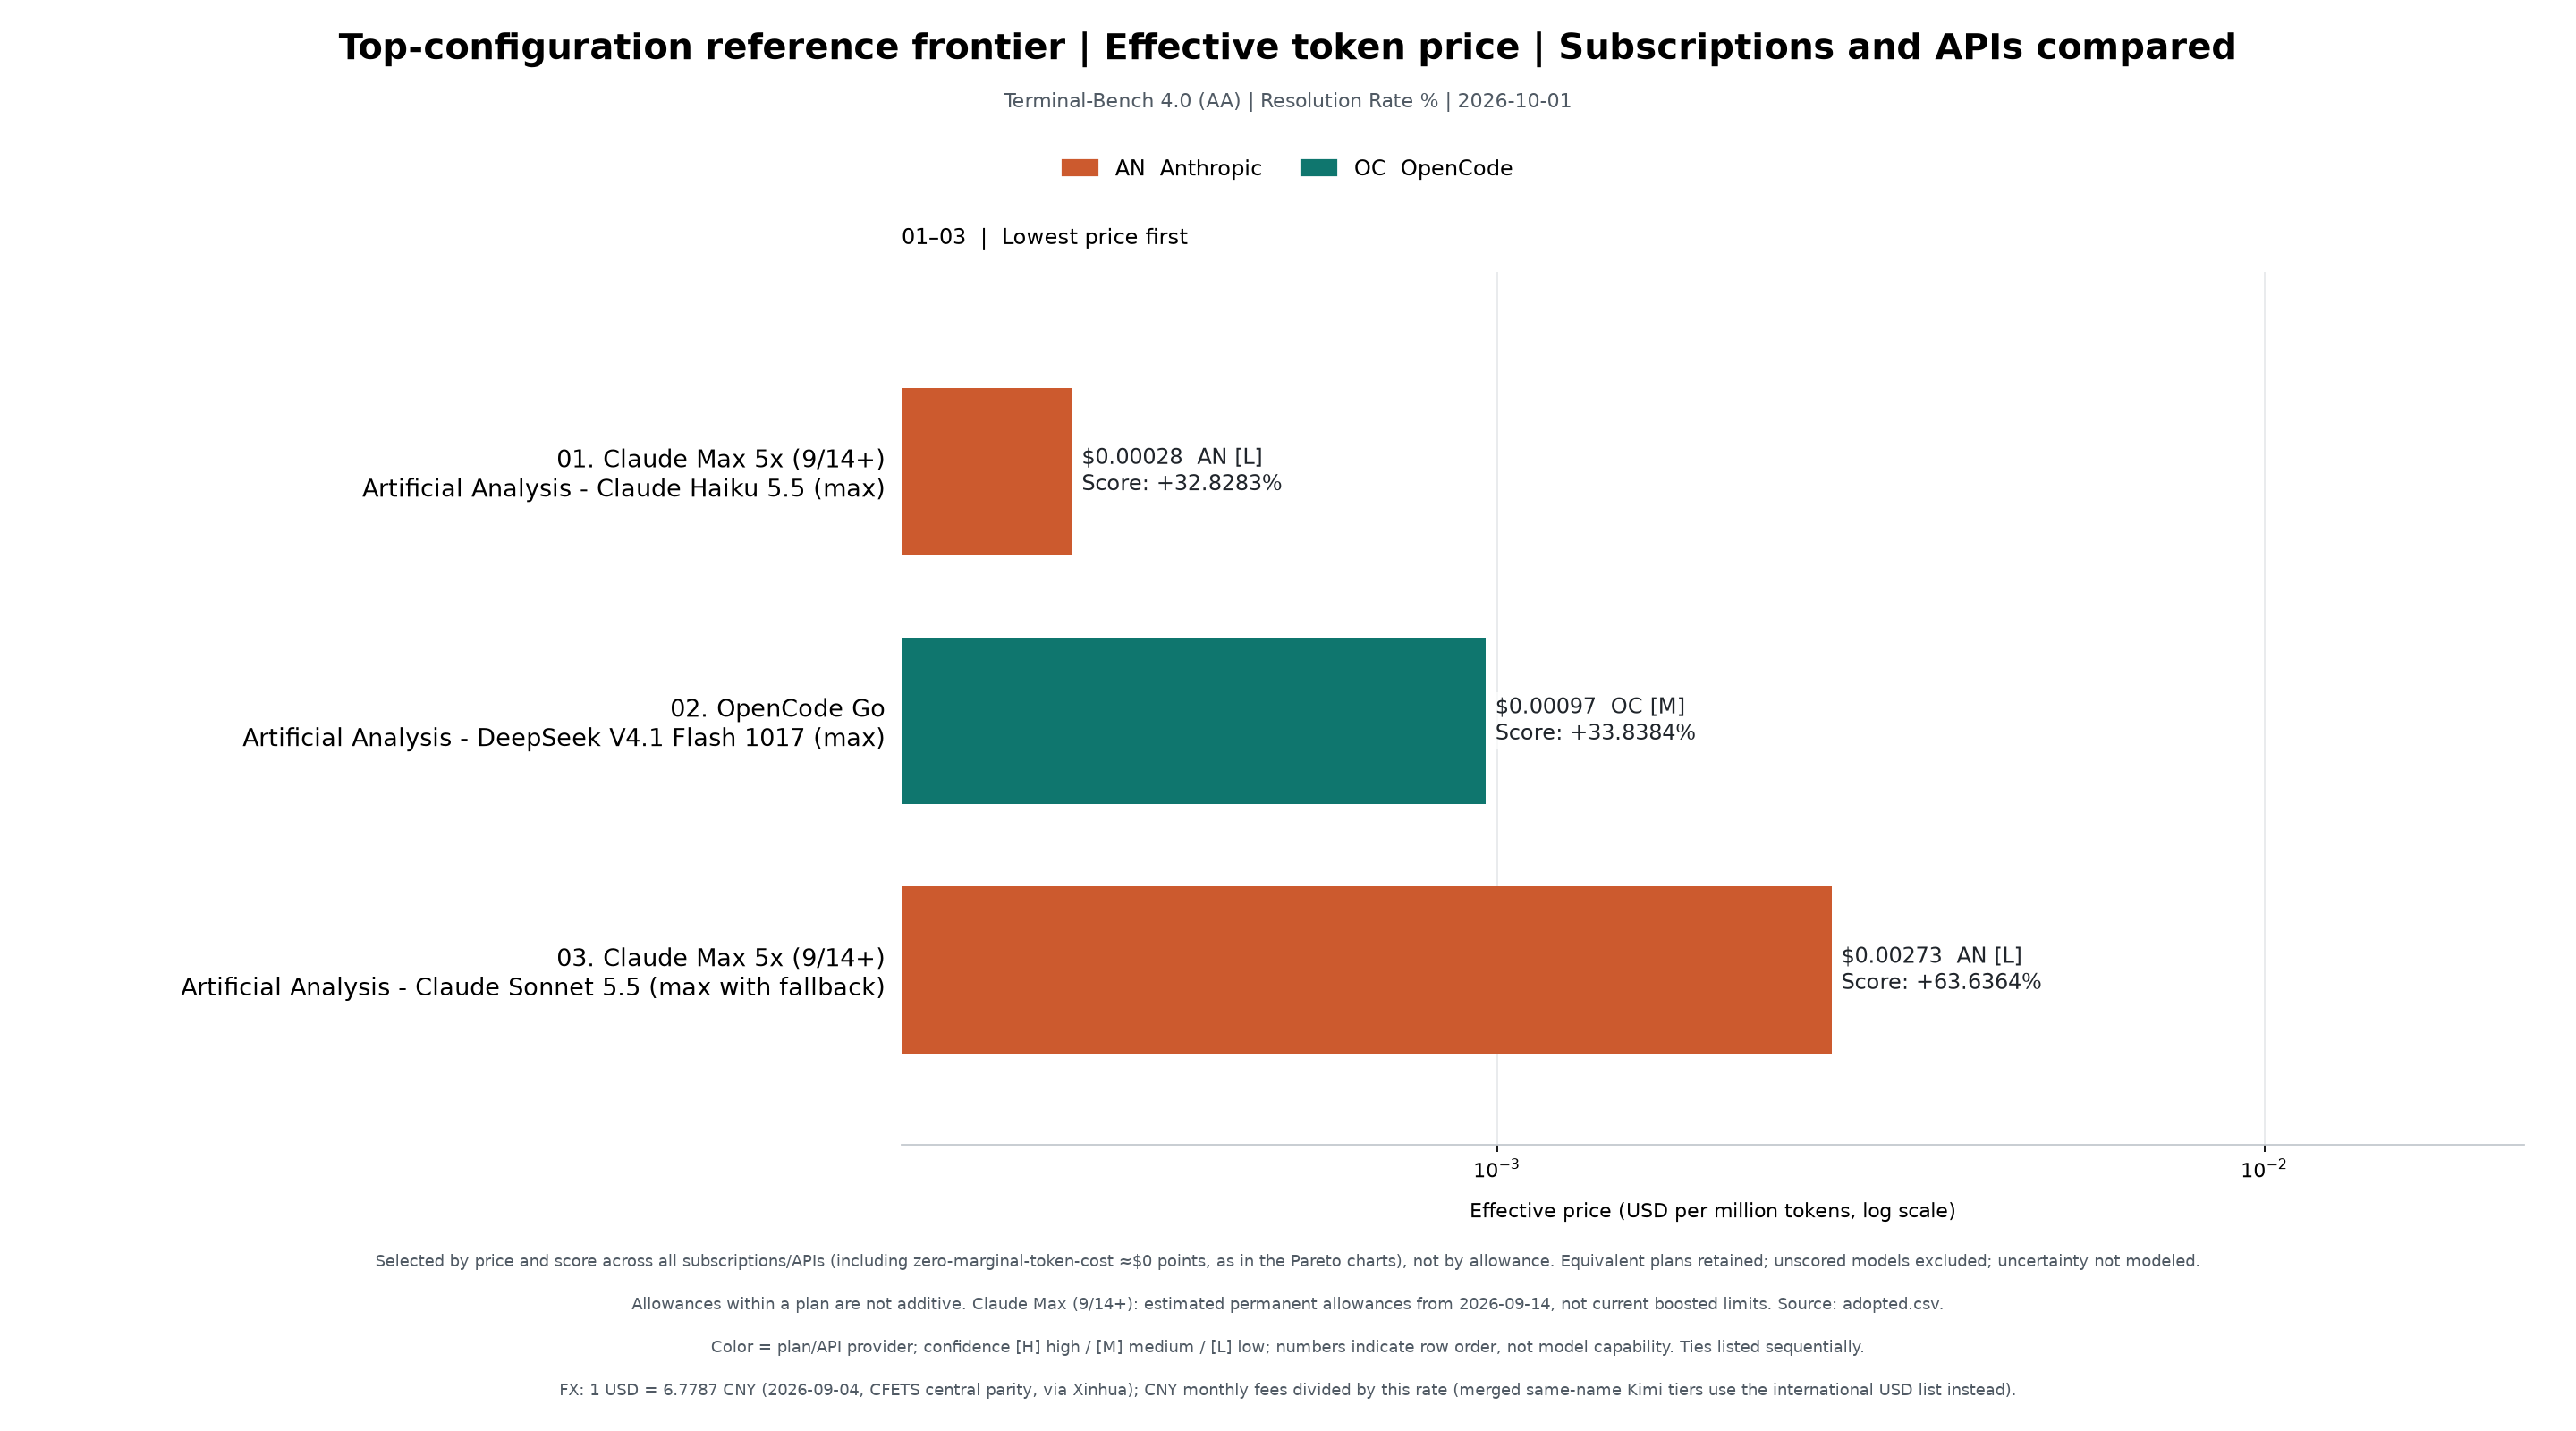 Top-configuration reference frontier | Effective token price | Subscriptions and APIs compared
Terminal-Bench 4.0 (AA) | Resolution Rate % | 2026-10-01
AN Anthropic OC OpenCode
01–03 | Lowest price first
01. Claude Max 5x (9/14+)
Artificial Analysis - Claude Haiku 5.5 (max)
$0.00028 AN [L]
Score: +32.8283%
02. OpenCode Go
Artificial Analysis - DeepSeek V4.1 Flash 1017 (max)
$0.00097 OC [M]
Score: +33.8384%
03. Claude Max 5x (9/14+)
Artificial Analysis - Claude Sonnet 5.5 (max with fallback)
$0.00273 AN [L]
Score: +63.6364%
10⁻³ 10⁻²
Effective price (USD per million tokens, log scale)
Selected by price and score across all subscriptions/APIs (including zero-marginal-token-cost ≈$0 points, as in the Pareto charts), not by allowance. Equivalent plans retained; unscored models excluded; uncertainty not modeled.
Allowances within a plan are not additive. Claude Max (9/14+): estimated permanent allowances from 2026-09-14, not current boosted limits. Source: adopted.csv.
Color = plan/API provider; confidence [H] high / [M] medium / [L] low; numbers indicate row order, not model capability. Ties listed sequentially.
FX: 1 USD = 6.7787 CNY (2026-09-04, CFETS central parity, via Xinhua); CNY monthly fees divided by this rate (merged same-name Kimi tiers use the international USD list instead).